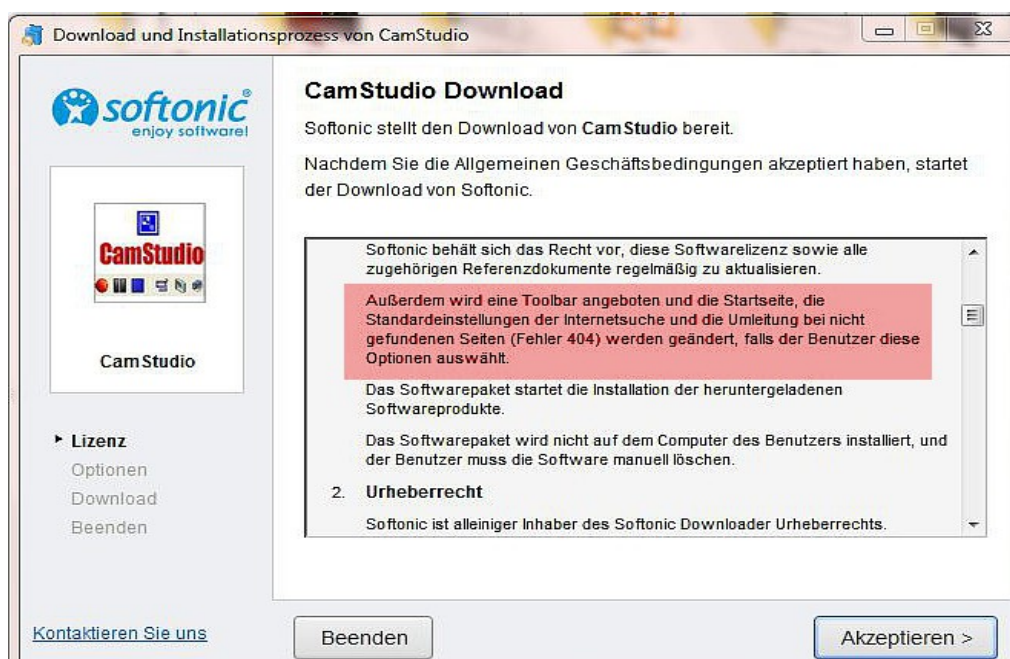 Download und Installationsprozess von CamStudio
softonic
enjoy software!
CamStudio
CamStudio
Lizenz
Optionen
Download
Beenden
Kontaktieren Sie uns
CamStudio Download
Softonic stellt den Download von CamStudio bereit.
Nachdem Sie die Allgemeinen Geschäftsbedingungen akzeptiert haben, startet
der Download von Softonic.
Softonic behält sich das Recht vor, diese Softwarelizenz sowie alle
zugehörigen Referenzdokumente regelmäßig zu aktualisieren.
Außerdem wird eine Toolbar angeboten und die Startseite, die
Standardeinstellungen der Internetsuche und die Umleitung bei nicht
gefundenen Seiten (Fehler 404) werden geändert, falls der Benutzer diese
Optionen auswählt.
Das Softwarepaket startet die Installation der heruntergeladenen
Softwareprodukte.
Das Softwarepaket wird nicht auf dem Computer des Benutzers installiert, und
der Benutzer muss die Software manuell löschen.
2. Urheberrecht
Softonic ist alleiniger Inhaber des Softonic Downloader Urheberrechts.
Beenden
Akzeptieren >